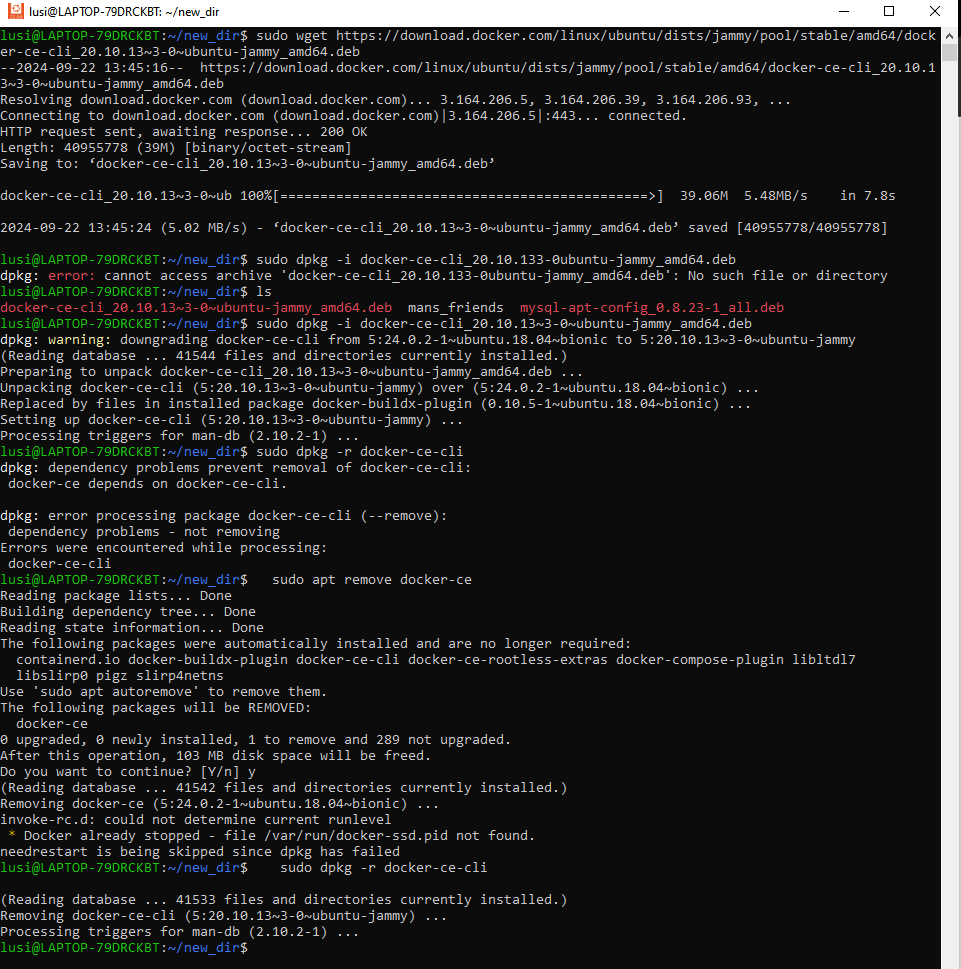 lusi@LAPTOP-79DRCKBT: ~/new_dir
lusi@LAPTOP-79DRCKBT:~/new_dir$ sudo wget https://download.docker.com/linux/ubuntu/dists/jammy/pool/stable/amd64/dock
er-ce-cli_20.10.13~3-0~ubuntu-jammy_amd64.deb
--2024-09-22 13:45:16--  https://download.docker.com/linux/ubuntu/dists/jammy/pool/stable/amd64/docker-ce-cli_20.10.1
3~3-0~ubuntu-jammy_amd64.deb
Resolving download.docker.com (download.docker.com)... 3.164.206.5, 3.164.206.39, 3.164.206.93, ...
Connecting to download.docker.com (download.docker.com)|3.164.206.5|:443... connected.
HTTP request sent, awaiting response... 200 OK
Length: 40955778 (39M) [binary/octet-stream]
Saving to: ‘docker-ce-cli_20.10.13~3-0~ubuntu-jammy_amd64.deb’
docker-ce-cli_20.10.13~3-0~ub 100%[==============================================>]  39.06M  5.48MB/s    in 7.8s
2024-09-22 13:45:24 (5.02 MB/s) - ‘docker-ce-cli_20.10.13~3-0~ubuntu-jammy_amd64.deb’ saved [40955778/40955778]
lusi@LAPTOP-79DRCKBT:~/new_dir$ sudo dpkg -i docker-ce-cli_20.10.133-0ubuntu-jammy_amd64.deb
dpkg: error: cannot access archive 'docker-ce-cli_20.10.133-0ubuntu-jammy_amd64.deb': No such file or directory
lusi@LAPTOP-79DRCKBT:~/new_dir$ ls
docker-ce-cli_20.10.13~3-0~ubuntu-jammy_amd64.deb  mans_friends  mysql-apt-config_0.8.23-1_all.deb
lusi@LAPTOP-79DRCKBT:~/new_dir$ sudo dpkg -i docker-ce-cli_20.10.13~3-0~ubuntu-jammy_amd64.deb
dpkg: warning: downgrading docker-ce-cli from 5:24.0.2-1~ubuntu.18.04~bionic to 5:20.10.13~3-0~ubuntu-jammy
(Reading database ... 41544 files and directories currently installed.)
Preparing to unpack docker-ce-cli_20.10.13~3-0~ubuntu-jammy_amd64.deb ...
Unpacking docker-ce-cli (5:20.10.13~3-0~ubuntu-jammy) over (5:24.0.2-1~ubuntu.18.04~bionic) ...
Replaced by files in installed package docker-buildx-plugin (0.10.5-1~ubuntu.18.04~bionic) ...
Setting up docker-ce-cli (5:20.10.13~3-0~ubuntu-jammy) ...
Processing triggers for man-db (2.10.2-1) ...
lusi@LAPTOP-79DRCKBT:~/new_dir$ sudo dpkg -r docker-ce-cli
dpkg: dependency problems prevent removal of docker-ce-cli:
 docker-ce depends on docker-ce-cli.
dpkg: error processing package docker-ce-cli (--remove):
 dependency problems - not removing
Errors were encountered while processing:
 docker-ce-cli
lusi@LAPTOP-79DRCKBT:~/new_dir$   sudo apt remove docker-ce
Reading package lists... Done
Building dependency tree... Done
Reading state information... Done
The following packages were automatically installed and are no longer required:
  containerd.io docker-buildx-plugin docker-ce-cli docker-ce-rootless-extras docker-compose-plugin libltdl7
  libslirp0 pigz slirp4netns
Use 'sudo apt autoremove' to remove them.
The following packages will be REMOVED:
  docker-ce
0 upgraded, 0 newly installed, 1 to remove and 289 not upgraded.
After this operation, 103 MB disk space will be freed.
Do you want to continue? [Y/n] y
(Reading database ... 41542 files and directories currently installed.)
Removing docker-ce (5:24.0.2-1~ubuntu.18.04~bionic) ...
invoke-rc.d: could not determine current runlevel
 * Docker already stopped - file /var/run/docker-ssd.pid not found.
needrestart is being skipped since dpkg has failed
lusi@LAPTOP-79DRCKBT:~/new_dir$    sudo dpkg -r docker-ce-cli
(Reading database ... 41533 files and directories currently installed.)
Removing docker-ce-cli (5:20.10.13~3-0~ubuntu-jammy) ...
Processing triggers for man-db (2.10.2-1) ...
lusi@LAPTOP-79DRCKBT:~/new_dir$